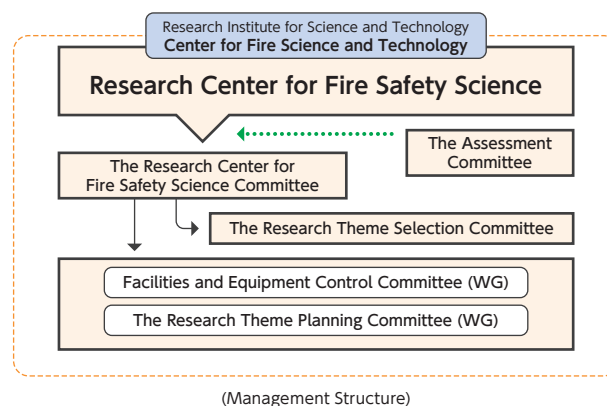 Research Institute for Science and Technology
Center for Fire Science and Technology
Research Center for Fire Safety Science
The Assessment
Committee
The Research Center for
Fire Safety Science Committee
The Research Theme Selection Committee
Facilities and Equipment Control Committee (WG)
The Research Theme Planning Committee (WG)
(Management Structure)